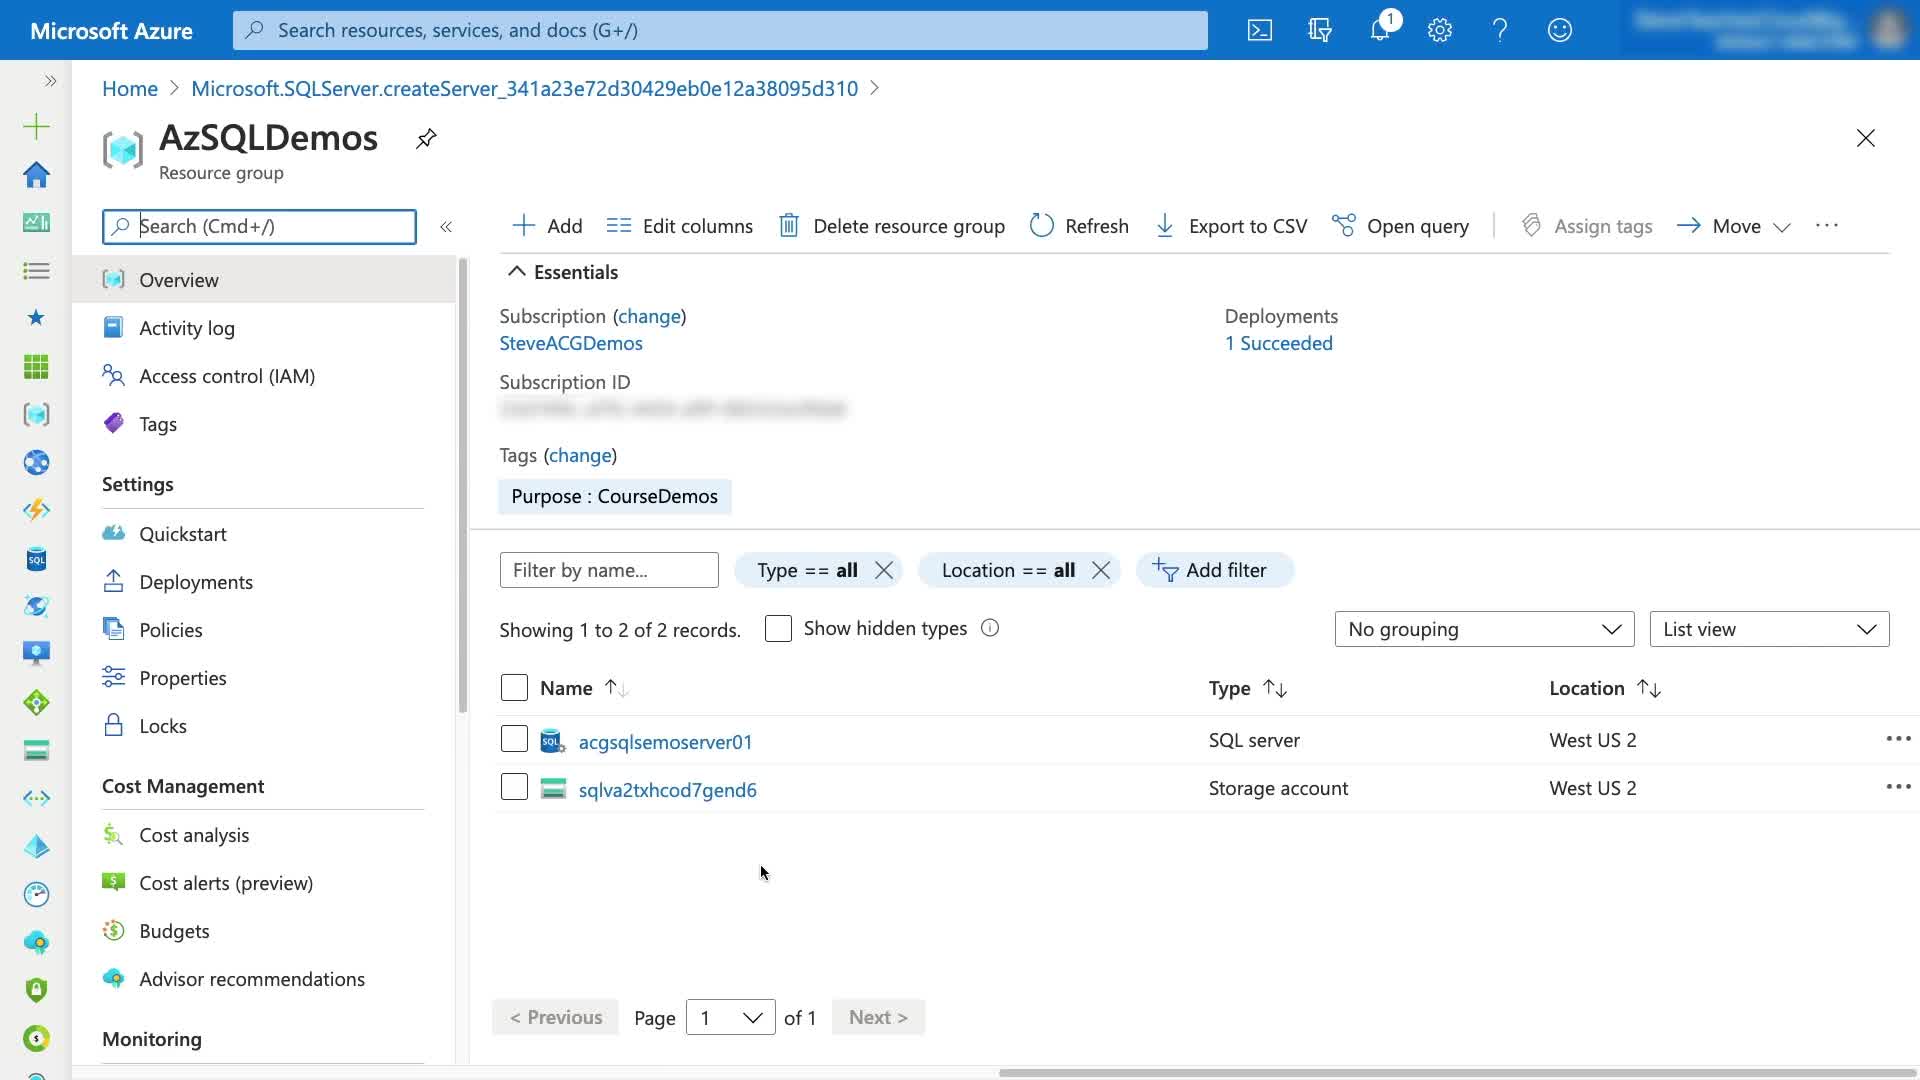 Microsoft Azure
Search resources, services, and docs (G+/)
1
Home > Microsoft.SQLServer.createServer_341a23e72d30429eb0e12a38095d310 >
AzSQLDemos
Resource group
Search (Cmd+/)
Add
Edit columns
Delete resource group
Refresh
Export to CSV
Open query
Assign tags
Move
Overview
Activity log
Access control (IAM)
Tags
Settings
Quickstart
Deployments
Policies
Properties
Locks
Cost Management
Cost analysis
Cost alerts (preview)
Budgets
Advisor recommendations
Monitoring
Essentials
Subscription (change)
SteveACGDemos
Subscription ID
Deployments
1 Succeeded
Tags (change)
Purpose : CourseDemos
Filter by name...
Type == all
Location == all
Add filter
Showing 1 to 2 of 2 records.
Show hidden types
No grouping
List view
Name
Type
Location
SQL
acgsqlsemoserver01
SQL server
West US 2
sqlva2txhcod7gend6
Storage account
West US 2
< Previous
Page
1
of 1
Next >
SQL